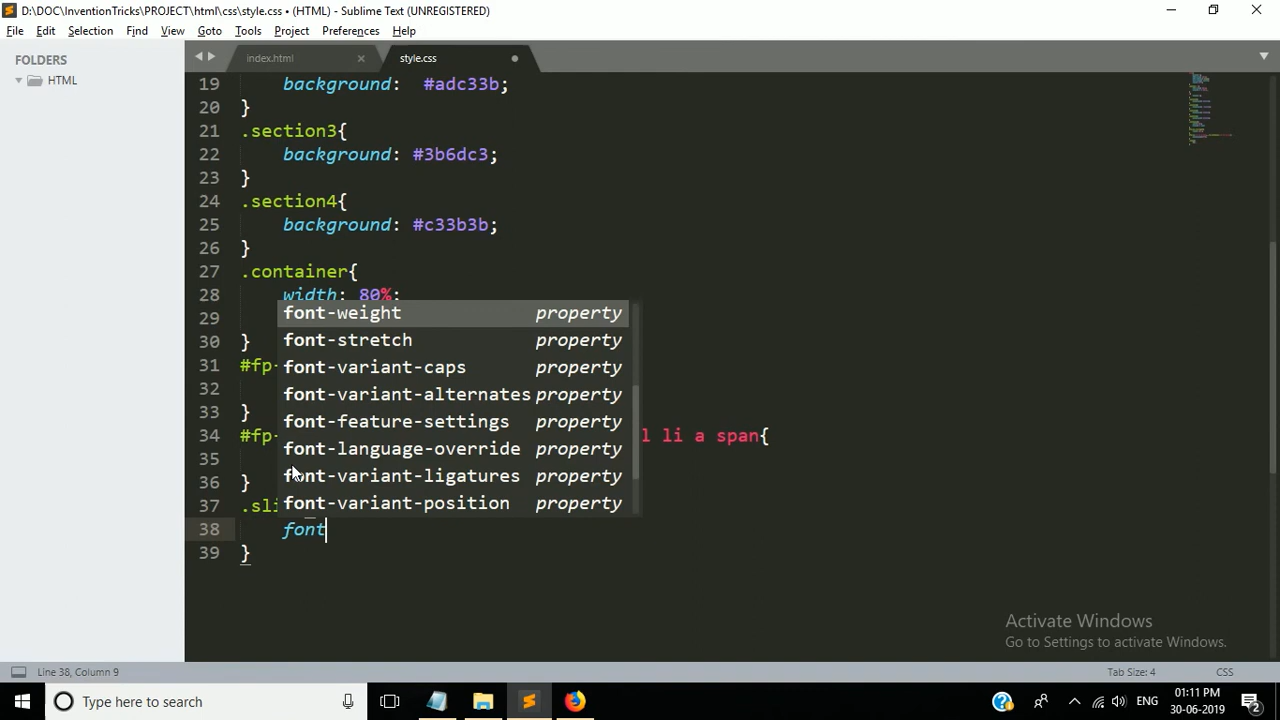 D:\DOC\InventionTricks\PROJECT\html\css\style.css • (HTML) - Sublime Text (UNREGISTERED)
File Edit Selection Find View Goto Tools Project Preferences Help
FOLDERS
HTML
index.html × style.css
19 background: #adc33b;
20 }
21 .section3{
22 background: #3b6dc3;
23 }
24 .section4{
25 background: #c33b3b;
26 }
27 .container{
28 width: 80%;
29
30 }
31 #fp-
32
33 }
34 #fp- l li a span{
35
36 }
37 .sli
38 font
39 }
font-weight property
font-stretch property
font-variant-caps property
font-variant-alternates property
font-feature-settings property
font-language-override property
font-variant-ligatures property
font-variant-position property
Activate Windows
Go to Settings to activate Windows.
Line 38, Column 9 Tab Size: 4 CSS
Type here to search ENG 01:11 PM
30-06-2019 2